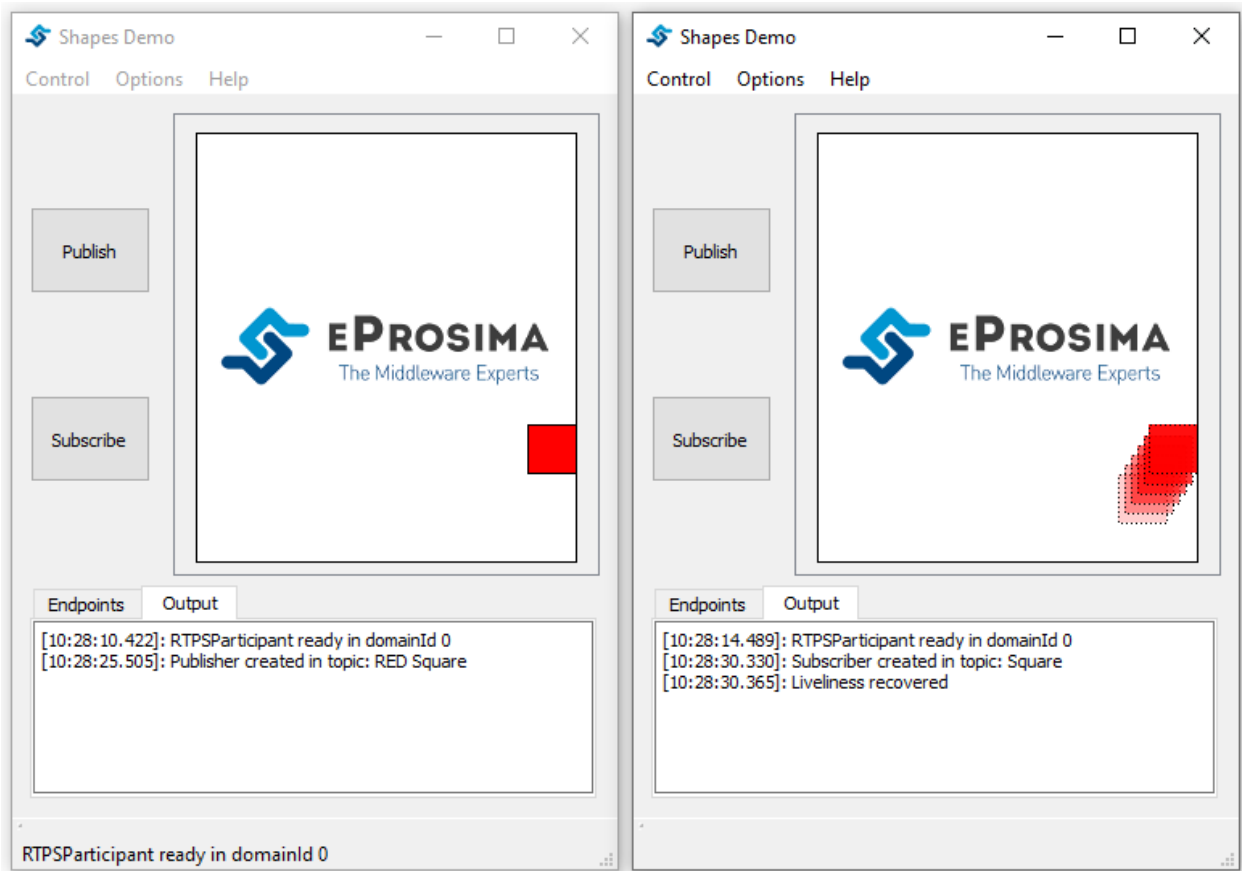 Shapes Demo
Control Options Help
Publish
Subscribe
EPROSIMA
The Middleware Experts
Endpoints Output
[10:28:10.422]: RTPSParticipant ready in domainId 0
[10:28:25.505]: Publisher created in topic: RED Square
RTPSParticipant ready in domainId 0
Shapes Demo
Control Options Help
Publish
Subscribe
EPROSIMA
The Middleware Experts
Endpoints Output
[10:28:14.489]: RTPSParticipant ready in domainId 0
[10:28:30.330]: Subscriber created in topic: Square
[10:28:30.365]: Liveliness recovered